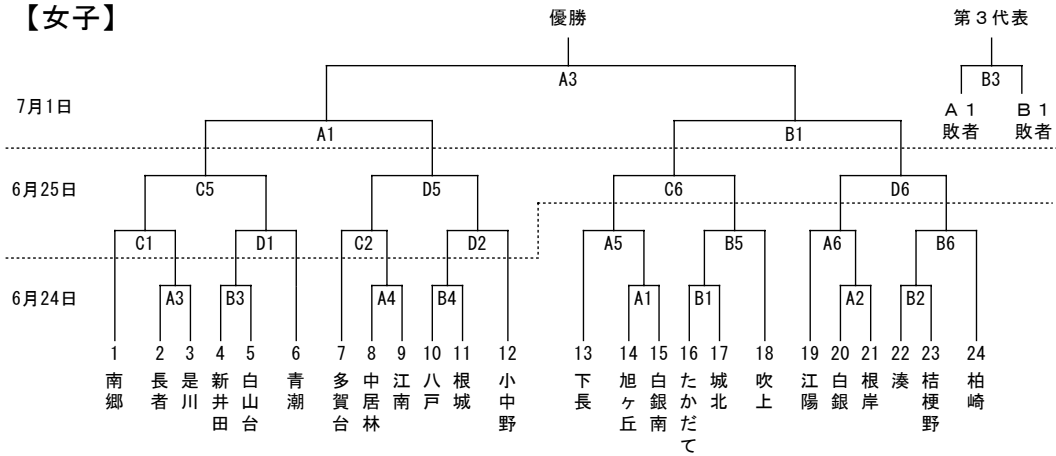 【女子】
優勝
第3代表
A3
B3
7月1日
A1 敗者
B1 敗者
A1
B1
6月25日
C5
D5
C6
D6
C1
D1
C2
D2
A5
B5
A6
B6
6月24日
A3
B3
A4
B4
A1
B1
A2
B2
1 南郷
2 長者
3 是川
4 新井田
5 白山台
6 青潮
7 多賀台
8 中居林
9 江南
10 八戸
11 根城
12 小中野
13 下長
14 旭ヶ丘
15 白銀南
16 たかだて
17 城北
18 吹上
19 江陽
20 白銀
21 根岸
22 湊
23 桔梗野
24 柏崎